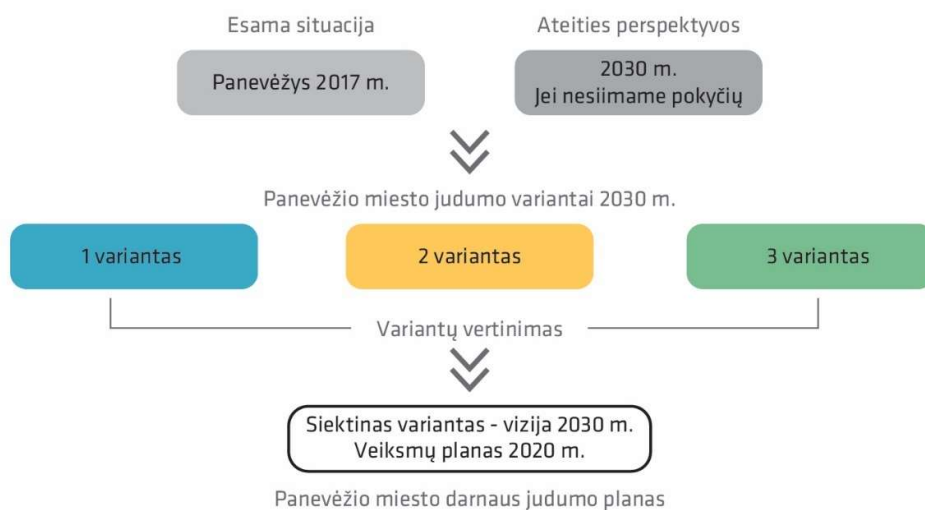 Esama situacija
Ateities perspektyvos
Panevėžys 2017 m.
2030 m.
Jei nesiimame pokyčių
Panevėžio miesto judumo variantai 2030 m.
1 variantas
2 variantas
3 variantas
Variantų vertinimas
Siektinas variantas - vizija 2030 m.
Veiksmų planas 2020 m.
Panevėžio miesto darnaus judumo planas